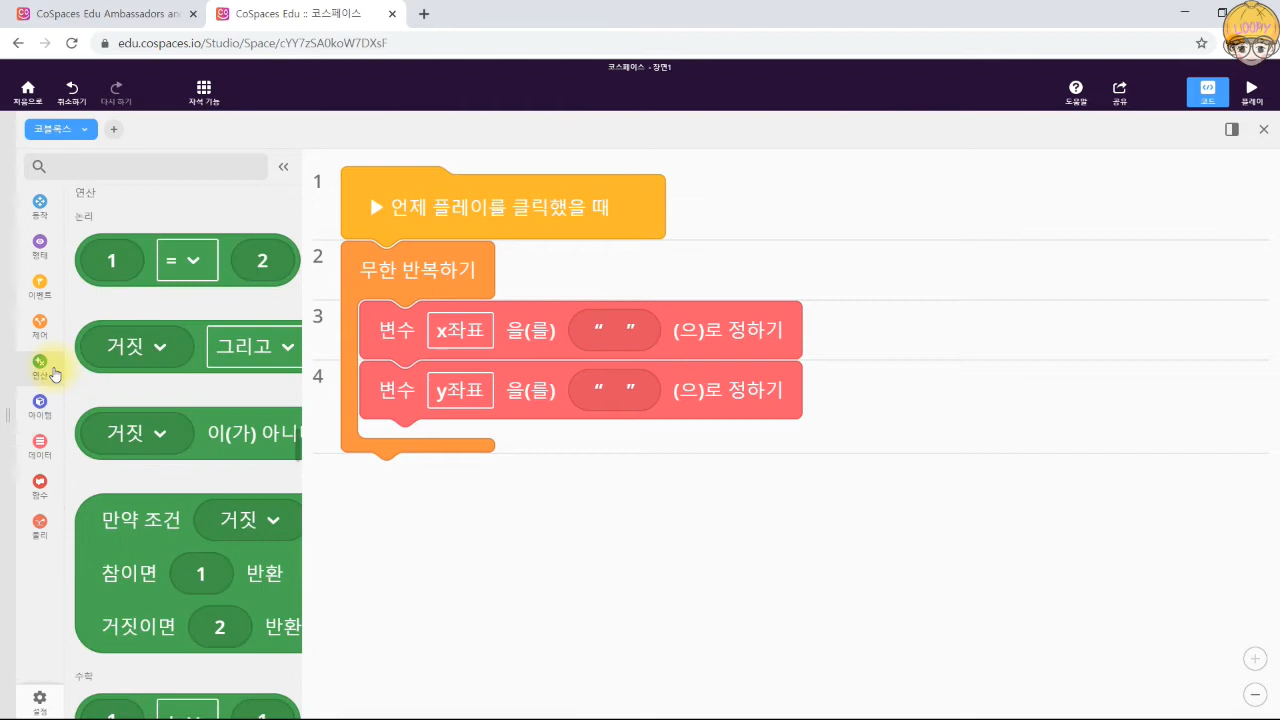 CoSpaces Edu Ambassadors an
CoSpaces Edu :: 코스페이스
edu.cospaces.io/Studio/Space/cYY7zSA0koW7DXsF
WOOMY
코스페이스 - 장면1
처음으로
취소하기
다시 하기
자석 기능
도움말
공유
코드
플레이
코블록스
연산
논리
동작
형태
이벤트
제어
연산
아이템
데이터
함수
물리
설정
1 = 2
거짓 그리고
거짓 이(가) 아니
만약 조건 거짓
참이면 1 반환
거짓이면 2 반환
수학
1 1
1 언제 플레이를 클릭했을 때
2 무한 반복하기
3 변수 x좌표 을(를) “ ” (으)로 정하기
4 변수 y좌표 을(를) “ ” (으)로 정하기